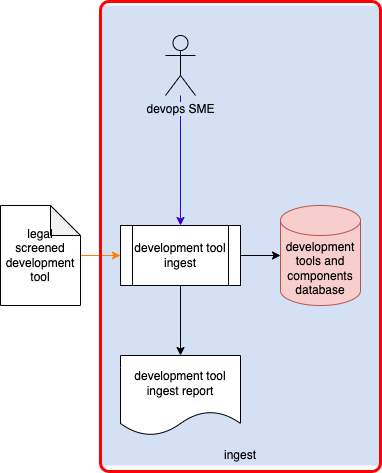 devops SME
legal
screened
development
tool
development tool
ingest
development
tools and
components
database
development tool
ingest report
ingest